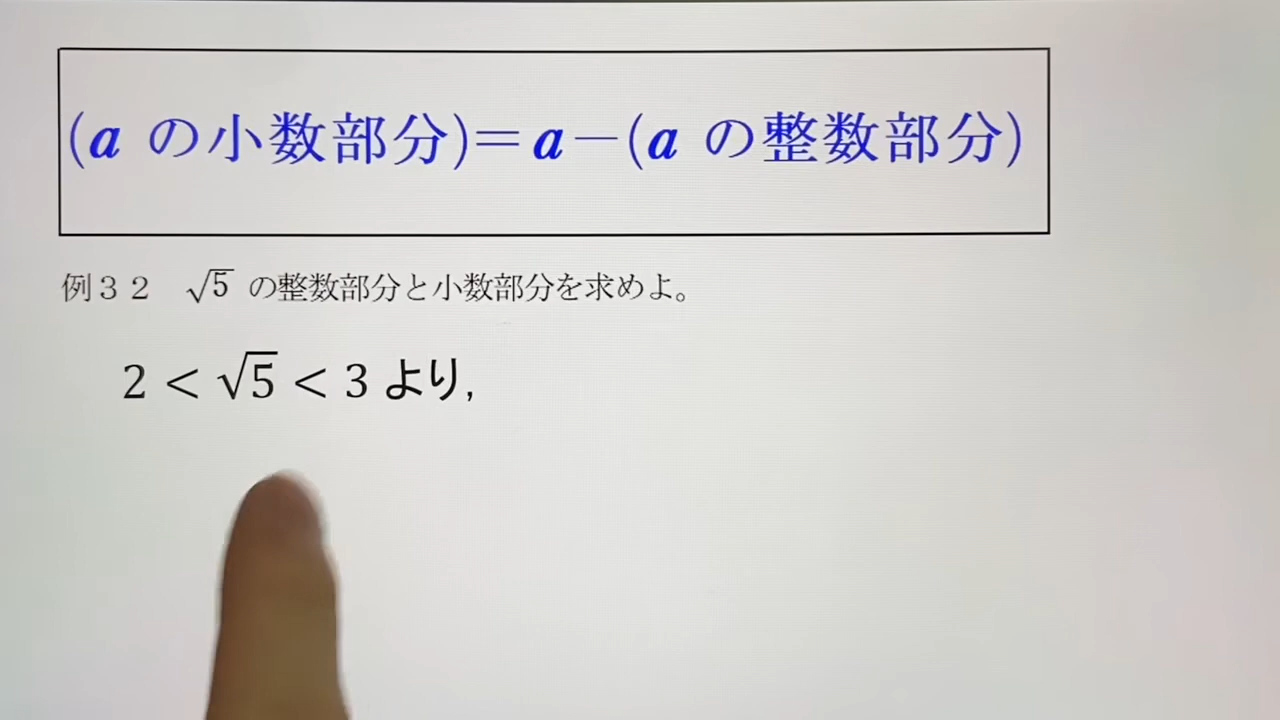 (a の小数部分)=a−(a の整数部分)
例３２　√5 の整数部分と小数部分を求めよ。
2 < √5 < 3 より,